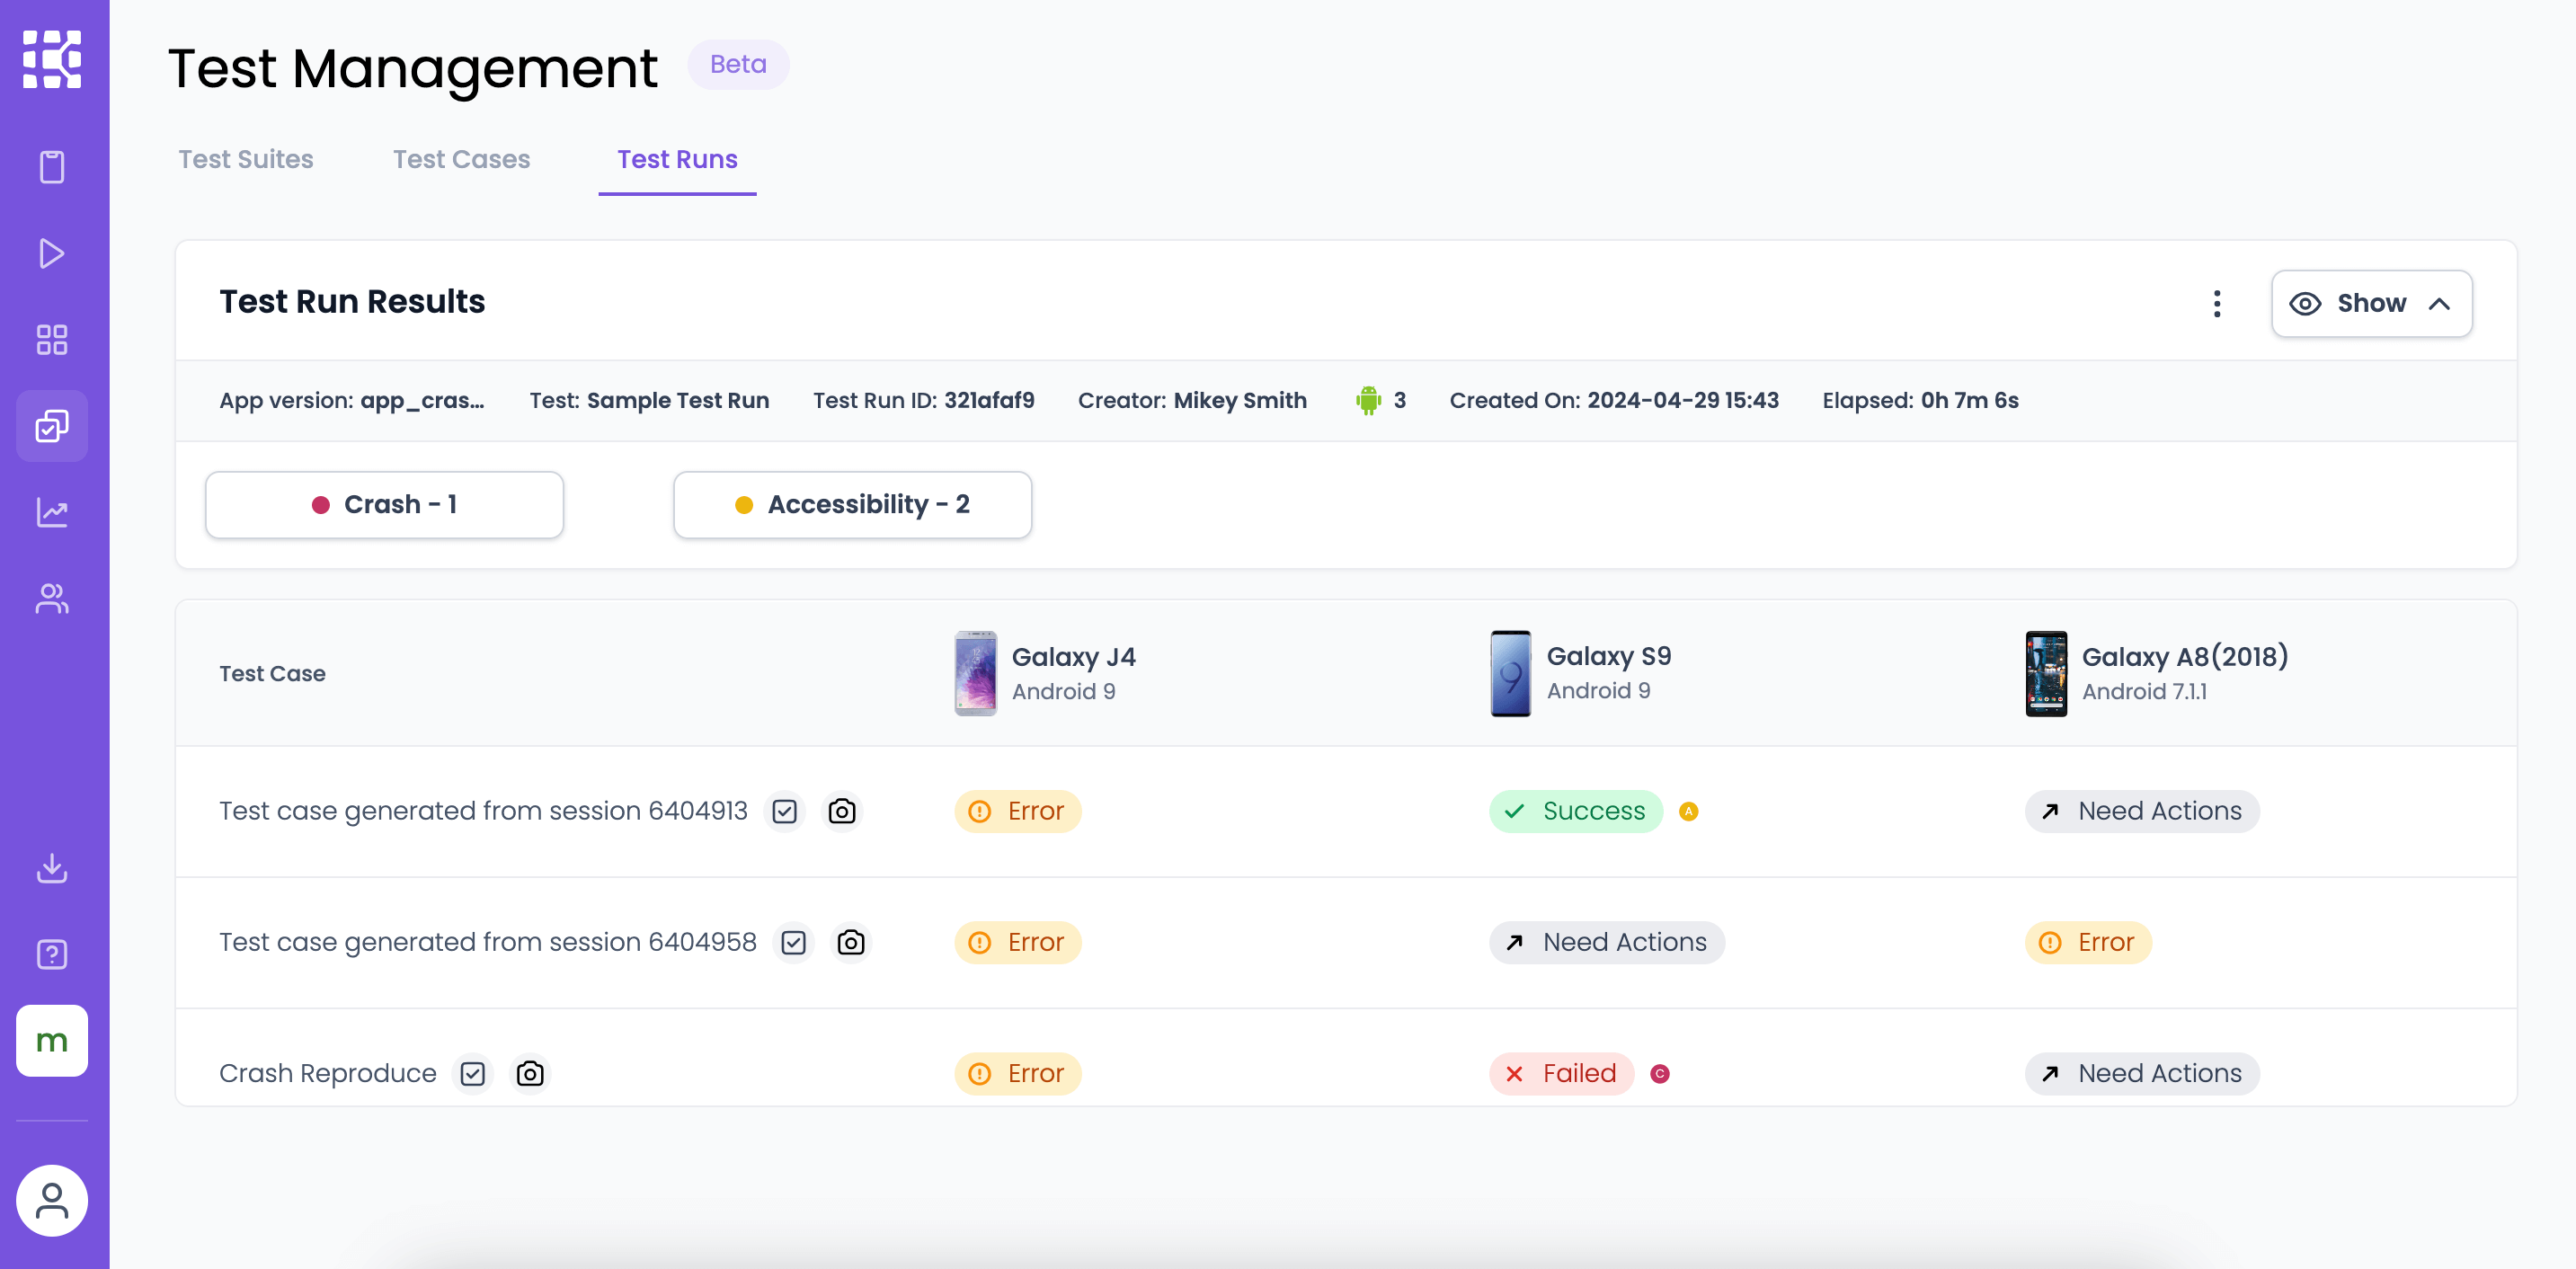 Test Management Beta
Test Suites Test Cases Test Runs
Test Run Results Show
App version: app_cras... Test: Sample Test Run Test Run ID: 321afaf9 Creator: Mikey Smith 3 Created On: 2024-04-29 15:43 Elapsed: 0h 7m 6s
Crash - 1 Accessibility - 2
Test Case
Galaxy J4
Android 9
9
Galaxy S9
Android 9
Galaxy A8(2018)
Android 7.1.1
Test case generated from session 6404913 Error Success A Need Actions
Test case generated from session 6404958 Error Need Actions Error
Crash Reproduce Error Failed C Need Actions
?
m